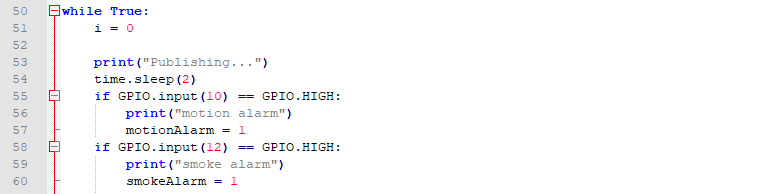 50 while True:
51     i = 0
52
53     print("Publishing...")
54     time.sleep(2)
55     if GPIO.input(10) == GPIO.HIGH:
56         print("motion alarm")
57         motionAlarm = 1
58     if GPIO.input(12) == GPIO.HIGH:
59         print("smoke alarm")
60         smokeAlarm = 1